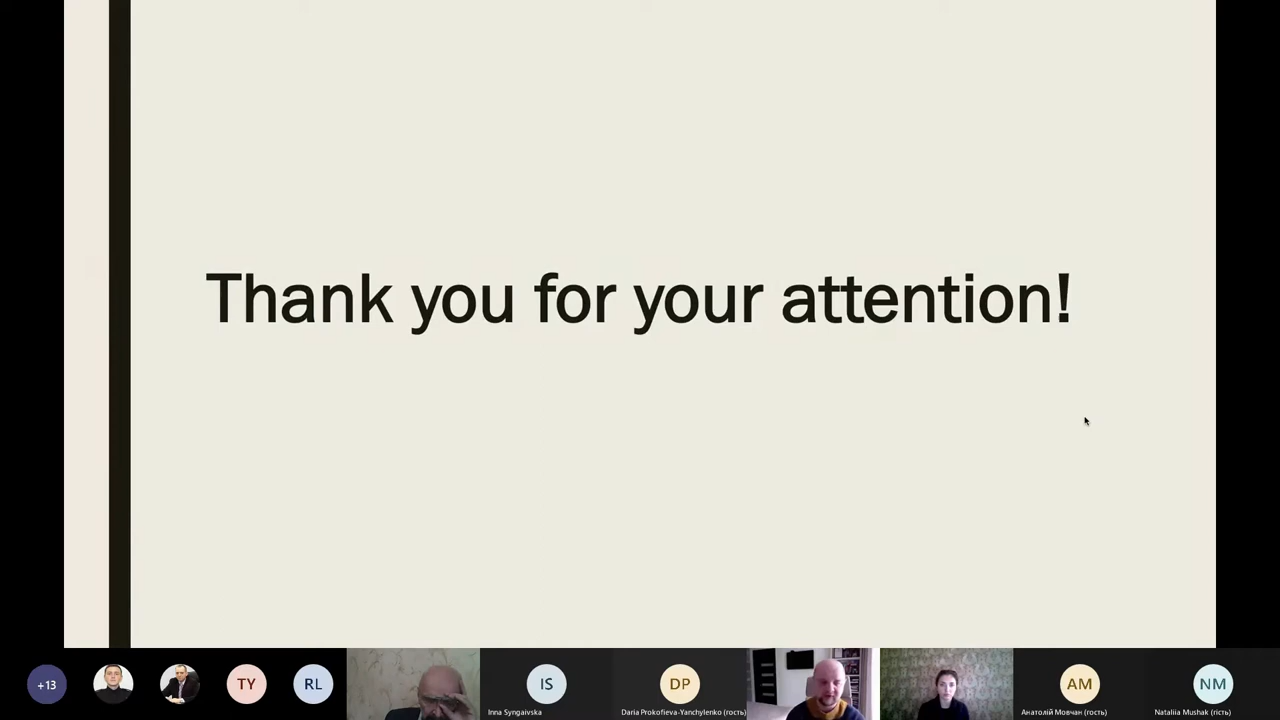 Thank you for your attention!
+13
TY
RL
IS
Inna Syngaivska
DP
Daria Prokofieva-Yanchylenko (гость)
AM
Анатолій Мовчан (гость)
NM
Nataliia Mushak (гість)